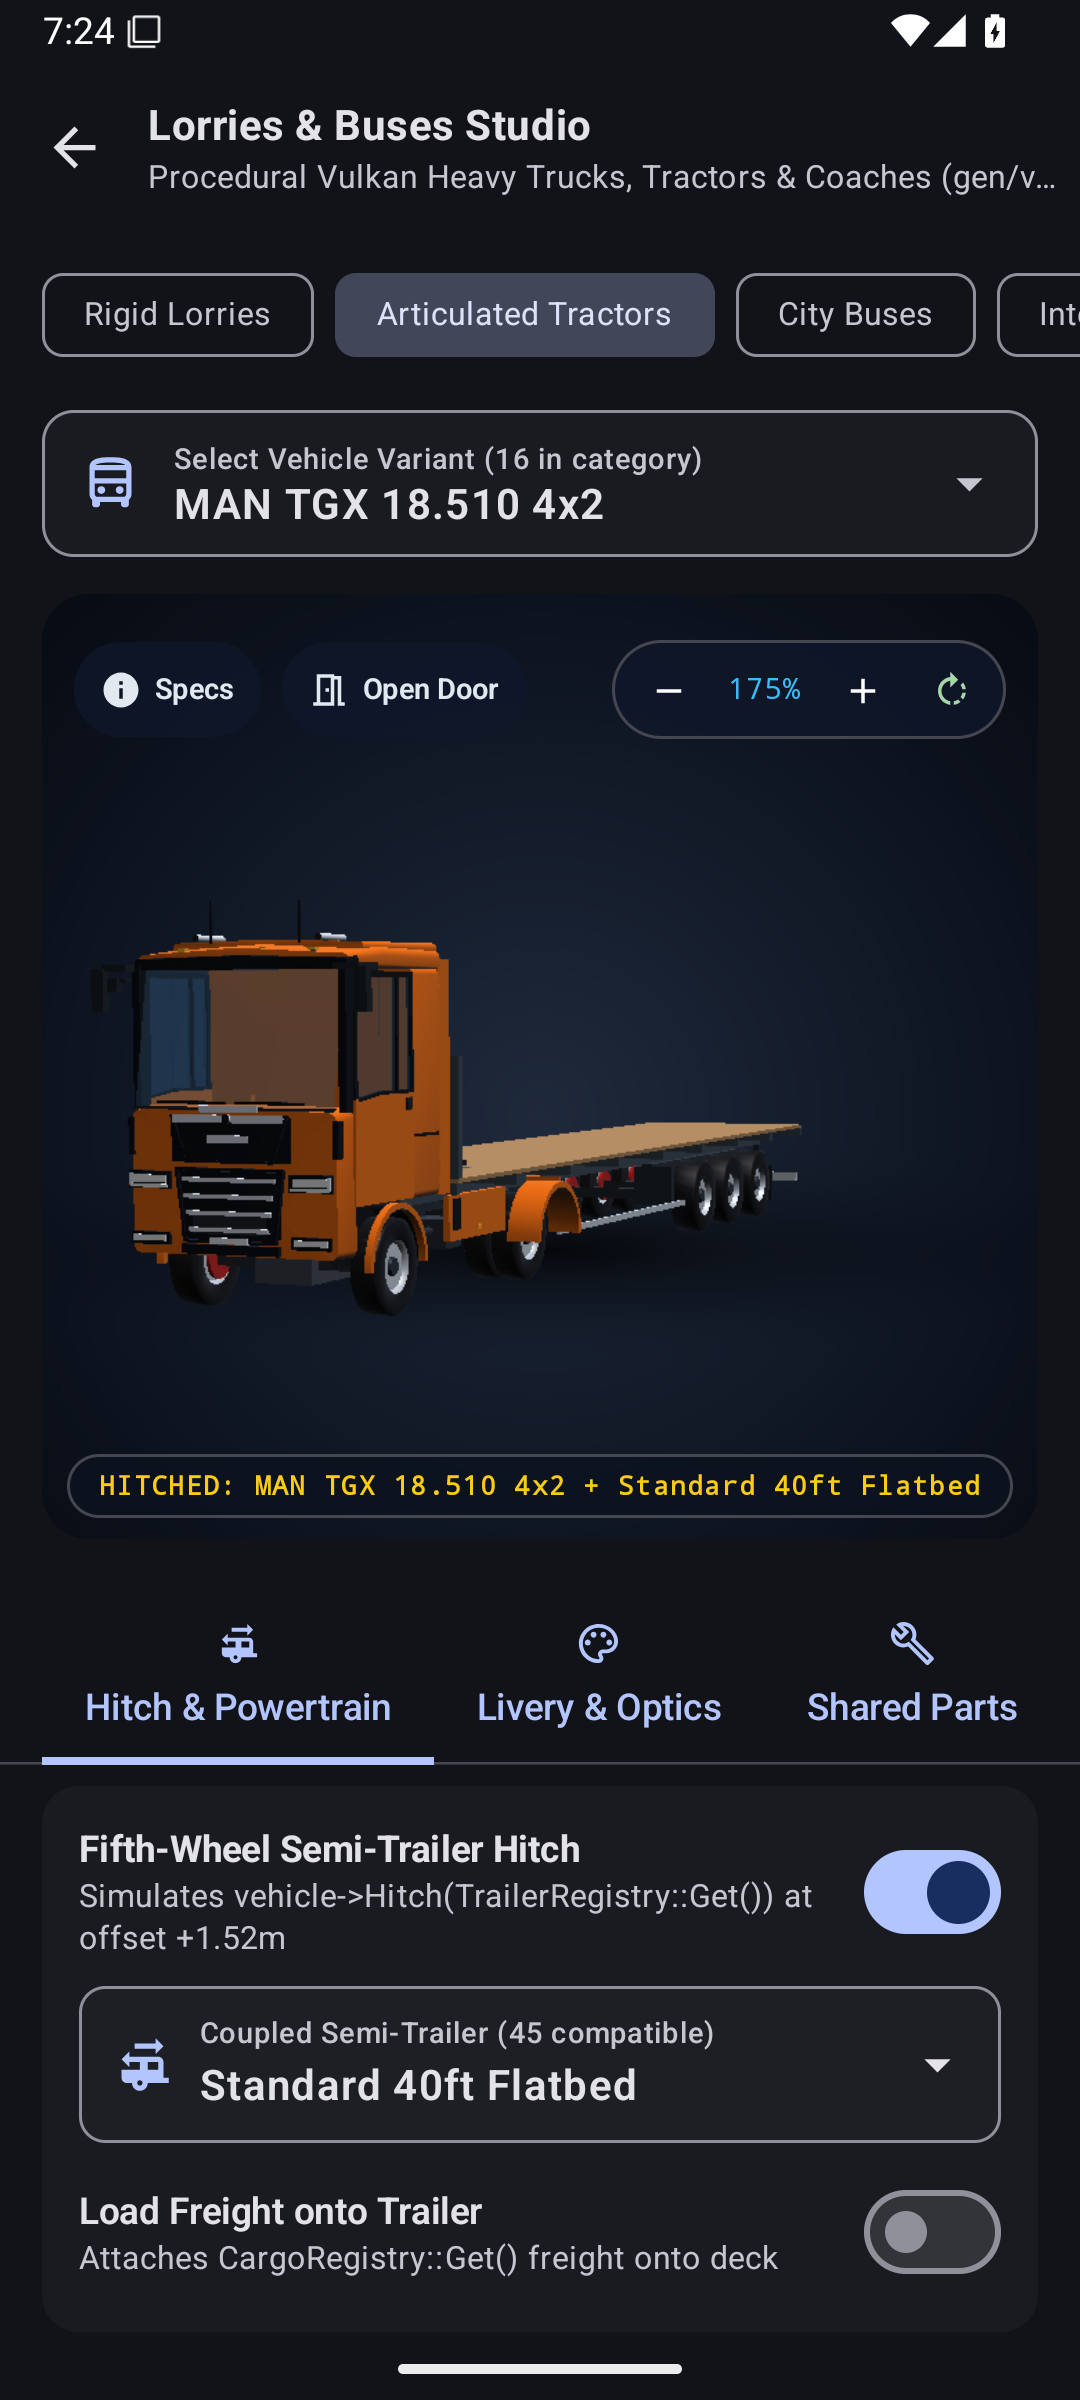 7:24
Lorries & Buses Studio
Procedural Vulkan Heavy Trucks, Tractors & Coaches (gen/v...
Rigid Lorries
Articulated Tractors
City Buses
Int
Select Vehicle Variant (16 in category)
MAN TGX 18.510 4x2
Specs
Open Door
175%
HITCHED: MAN TGX 18.510 4x2 + Standard 40ft Flatbed
Hitch & Powertrain
Livery & Optics
Shared Parts
Fifth-Wheel Semi-Trailer Hitch
Simulates vehicle->Hitch(TrailerRegistry::Get()) at
offset +1.52m
Coupled Semi-Trailer (45 compatible)
Standard 40ft Flatbed
Load Freight onto Trailer
Attaches CargoRegistry::Get() freight onto deck